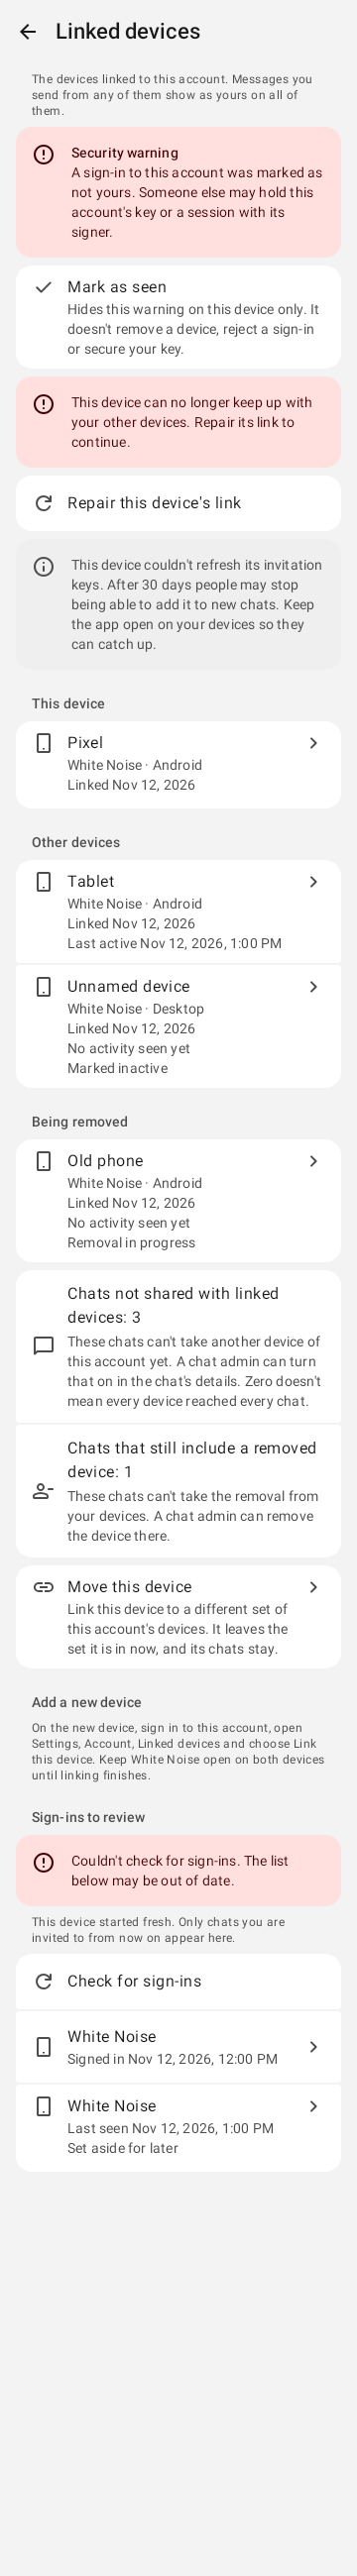 Linked devices
The devices linked to this account. Messages you
send from any of them show as yours on all of
them.
Security warning
A sign-in to this account was marked as
not yours. Someone else may hold this
account's key or a session with its
signer.
Mark as seen
Hides this warning on this device only. It
doesn't remove a device, reject a sign-in
or secure your key.
This device can no longer keep up with
your other devices. Repair its link to
continue.
Repair this device's link
This device couldn't refresh its invitation
keys. After 30 days people may stop
being able to add it to new chats. Keep
the app open on your devices so they
can catch up.
This device
Pixel
White Noise · Android
Linked Nov 12, 2026
Other devices
Tablet
White Noise · Android
Linked Nov 12, 2026
Last active Nov 12, 2026, 1:00 PM
Unnamed device
White Noise · Desktop
Linked Nov 12, 2026
No activity seen yet
Marked inactive
Being removed
Old phone
White Noise · Android
Linked Nov 12, 2026
No activity seen yet
Removal in progress
Chats not shared with linked
devices: 3
These chats can't take another device of
this account yet. A chat admin can turn
that on in the chat's details. Zero doesn't
mean every device reached every chat.
Chats that still include a removed
device: 1
These chats can't take the removal from
your devices. A chat admin can remove
the device there.
Move this device
Link this device to a different set of
this account's devices. It leaves the
set it is in now, and its chats stay.
Add a new device
On the new device, sign in to this account, open
Settings, Account, Linked devices and choose Link
this device. Keep White Noise open on both devices
until linking finishes.
Sign-ins to review
Couldn't check for sign-ins. The list
below may be out of date.
This device started fresh. Only chats you are
invited to from now on appear here.
Check for sign-ins
White Noise
Signed in Nov 12, 2026, 12:00 PM
White Noise
Last seen Nov 12, 2026, 1:00 PM
Set aside for later